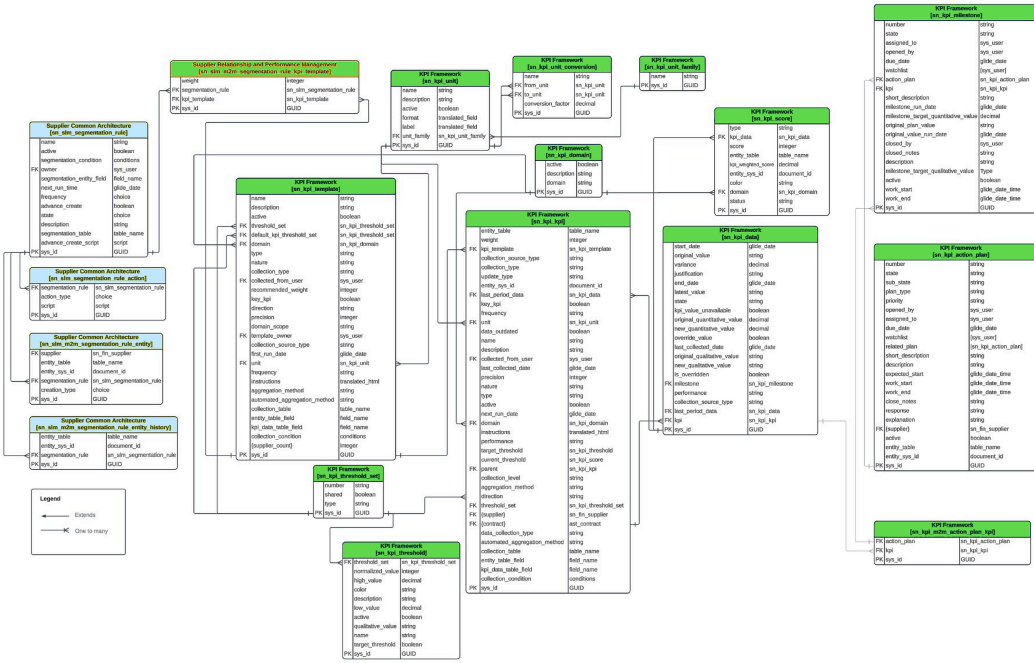 Supplier Relationship and Performance Management
[sn_slm_m2m_segmentation_rule_kpi_template]
weight integer
FK segmentation_rule sn_slm_segmentation_rule
FK kpi_template sn_kpi_template
PK sys_id GUID
Supplier Common Architecture
[sn_slm_segmentation_rule]
name string
active boolean
segmentation_condition conditions
FK owner sys_user
segmentation_entity_field field_name
next_run_time glide_date
frequency choice
advance_create boolean
state choice
description string
segmentation_table table_name
advance_create_script script
PK sys_id GUID
Supplier Common Architecture
[sn_slm_segmentation_rule_action]
FK segmentation_rule sn_slm_segmentation_rule
action_type choice
script script
PK sys_id GUID
Supplier Common Architecture
[sn_slm_m2m_segmentation_rule_entity]
FK supplier sn_fin_supplier
entity_table table_name
entity_sys_id document_id
FK segmentation_rule sn_slm_segmentation_rule
creation_type choice
PK sys_id GUID
Supplier Common Architecture
[sn_slm_m2m_segmentation_rule_entity_history]
entity_table table_name
entity_sys_id document_id
FK segmentation_rule sn_slm_segmentation_rule
PK sys_id GUID
Legend
Extends
One to many
KPI Framework
[sn_kpi_unit]
name string
description string
active boolean
format translated_field
label translated_field
FK unit_family sn_kpi_unit_family
PK sys_id GUID
KPI Framework
[sn_kpi_unit_conversion]
name string
FK from_unit sn_kpi_unit
FK to_unit sn_kpi_unit
conversion_factor decimal
PK sys_id GUID
KPI Framework
[sn_kpi_unit_family]
name string
PK sys_id GUID
KPI Framework
[sn_kpi_domain]
active boolean
description string
domain string
PK sys_id GUID
KPI Framework
[sn_kpi_score]
type string
FK kpi_data sn_kpi_data
score integer
entity_table table_name
kpi_weighted_score decimal
entity_sys_id document_id
color string
FK domain sn_kpi_domain
status string
PK sys_id GUID
KPI Framework
[sn_kpi_template]
name string
description string
active boolean
FK threshold_set sn_kpi_threshold_set
FK default_kpi_threshold_set sn_kpi_threshold_set
FK domain sn_kpi_domain
type string
nature string
collection_type string
FK collected_from_user sys_user
recommended_weight integer
key_kpi boolean
direction string
precision integer
domain_scope string
FK template_owner sys_user
collection_source_type string
first_run_date glide_date
FK unit sn_kpi_unit
frequency string
instructions translated_html
aggregation_method string
automated_aggregation_method string
collection_table table_name
entity_table_field field_name
kpi_data_table_field field_name
collection_condition conditions
{supplier_count} integer
PK sys_id GUID
KPI Framework
[sn_kpi_threshold_set]
number string
shared boolean
type string
PK sys_id GUID
KPI Framework
[sn_kpi_threshold]
FK threshold_set sn_kpi_threshold_set
normalized_value integer
high_value decimal
color string
description string
low_value decimal
active boolean
qualitative_value string
name string
target_threshold boolean
PK sys_id GUID
KPI Framework
[sn_kpi_kpi]
entity_table table_name
weight integer
FK kpi_template sn_kpi_template
collection_source_type string
collection_type string
update_type string
entity_sys_id document_id
FK last_period_data sn_kpi_data
key_kpi boolean
frequency string
FK unit sn_kpi_unit
data_outdated boolean
name string
description string
FK collected_from_user sys_user
last_collected_date glide_date
precision integer
nature string
type string
active boolean
next_run_date glide_date
FK domain sn_kpi_domain
instructions translated_html
performance string
target_threshold sn_kpi_threshold
current_threshold sn_kpi_score
FK parent sn_kpi_kpi
collection_level string
aggregation_method string
direction string
FK threshold_set sn_kpi_threshold_set
FK {supplier} sn_fin_supplier
FK {contract} ast_contract
data_collection_type string
automated_aggregation_method string
collection_table table_name
entity_table_field field_name
kpi_data_table_field field_name
collection_condition conditions
PK sys_id GUID
KPI Framework
[sn_kpi_data]
start_date glide_date
original_value string
variance decimal
justification string
end_date glide_date
latest_value string
state string
kpi_value_unavailable boolean
original_quantitative_value decimal
new_quantitative_value decimal
override_value boolean
last_collected_date glide_date
original_qualitative_value string
new_qualitative_value string
is_overridden boolean
FK milestone sn_kpi_milestone
performance string
collection_source_type string
FK last_period_data sn_kpi_data
FK kpi sn_kpi_kpi
PK sys_id GUID
KPI Framework
[sn_kpi_milestone]
number string
state string
assigned_to sys_user
opened_by sys_user
due_date glide_date
watchlist [sys_user]
FK action_plan sn_kpi_action_plan
FK kpi sn_kpi_kpi
short_description string
milestone_run_date glide_date
milestone_target_quantitative_value decimal
original_plan_value string
original_value_run_date glide_date
closed_by sys_user
closed_notes string
description string
milestone_target_qualitative_value Type
active boolean
work_start glide_date_time
work_end glide_date_time
PK sys_id GUID
KPI Framework
[sn_kpi_action_plan]
number string
state string
sub_state string
plan_type string
priority string
opened_by sys_user
assigned_to sys_user
due_date glide_date
watchlist [sys_user]
related_plan [sn_kpi_action_plan]
short_description string
description string
expected_start glide_date_time
work_start glide_date_time
work_end glide_date_time
close_notes string
response string
explanation string
FK {supplier} sn_fin_supplier
active boolean
entity_table table_name
entity_sys_id document_id
PK sys_id GUID
KPI Framework
[sn_kpi_m2m_action_plan_kpi]
FK action_plan sn_kpi_action_plan
FK kpi sn_kpi_kpi
PK sys_id GUID